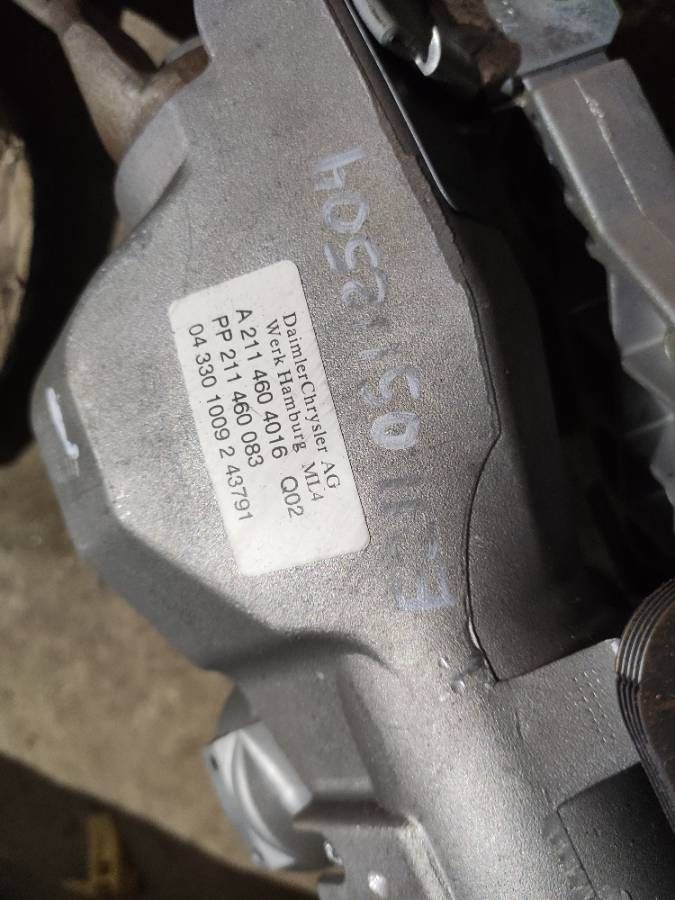 DaimlerChrysler AG
Werk Hamburg ML4
A 211 460 4016 Q02
PP 211 460 083
04 330 1009 2 43791